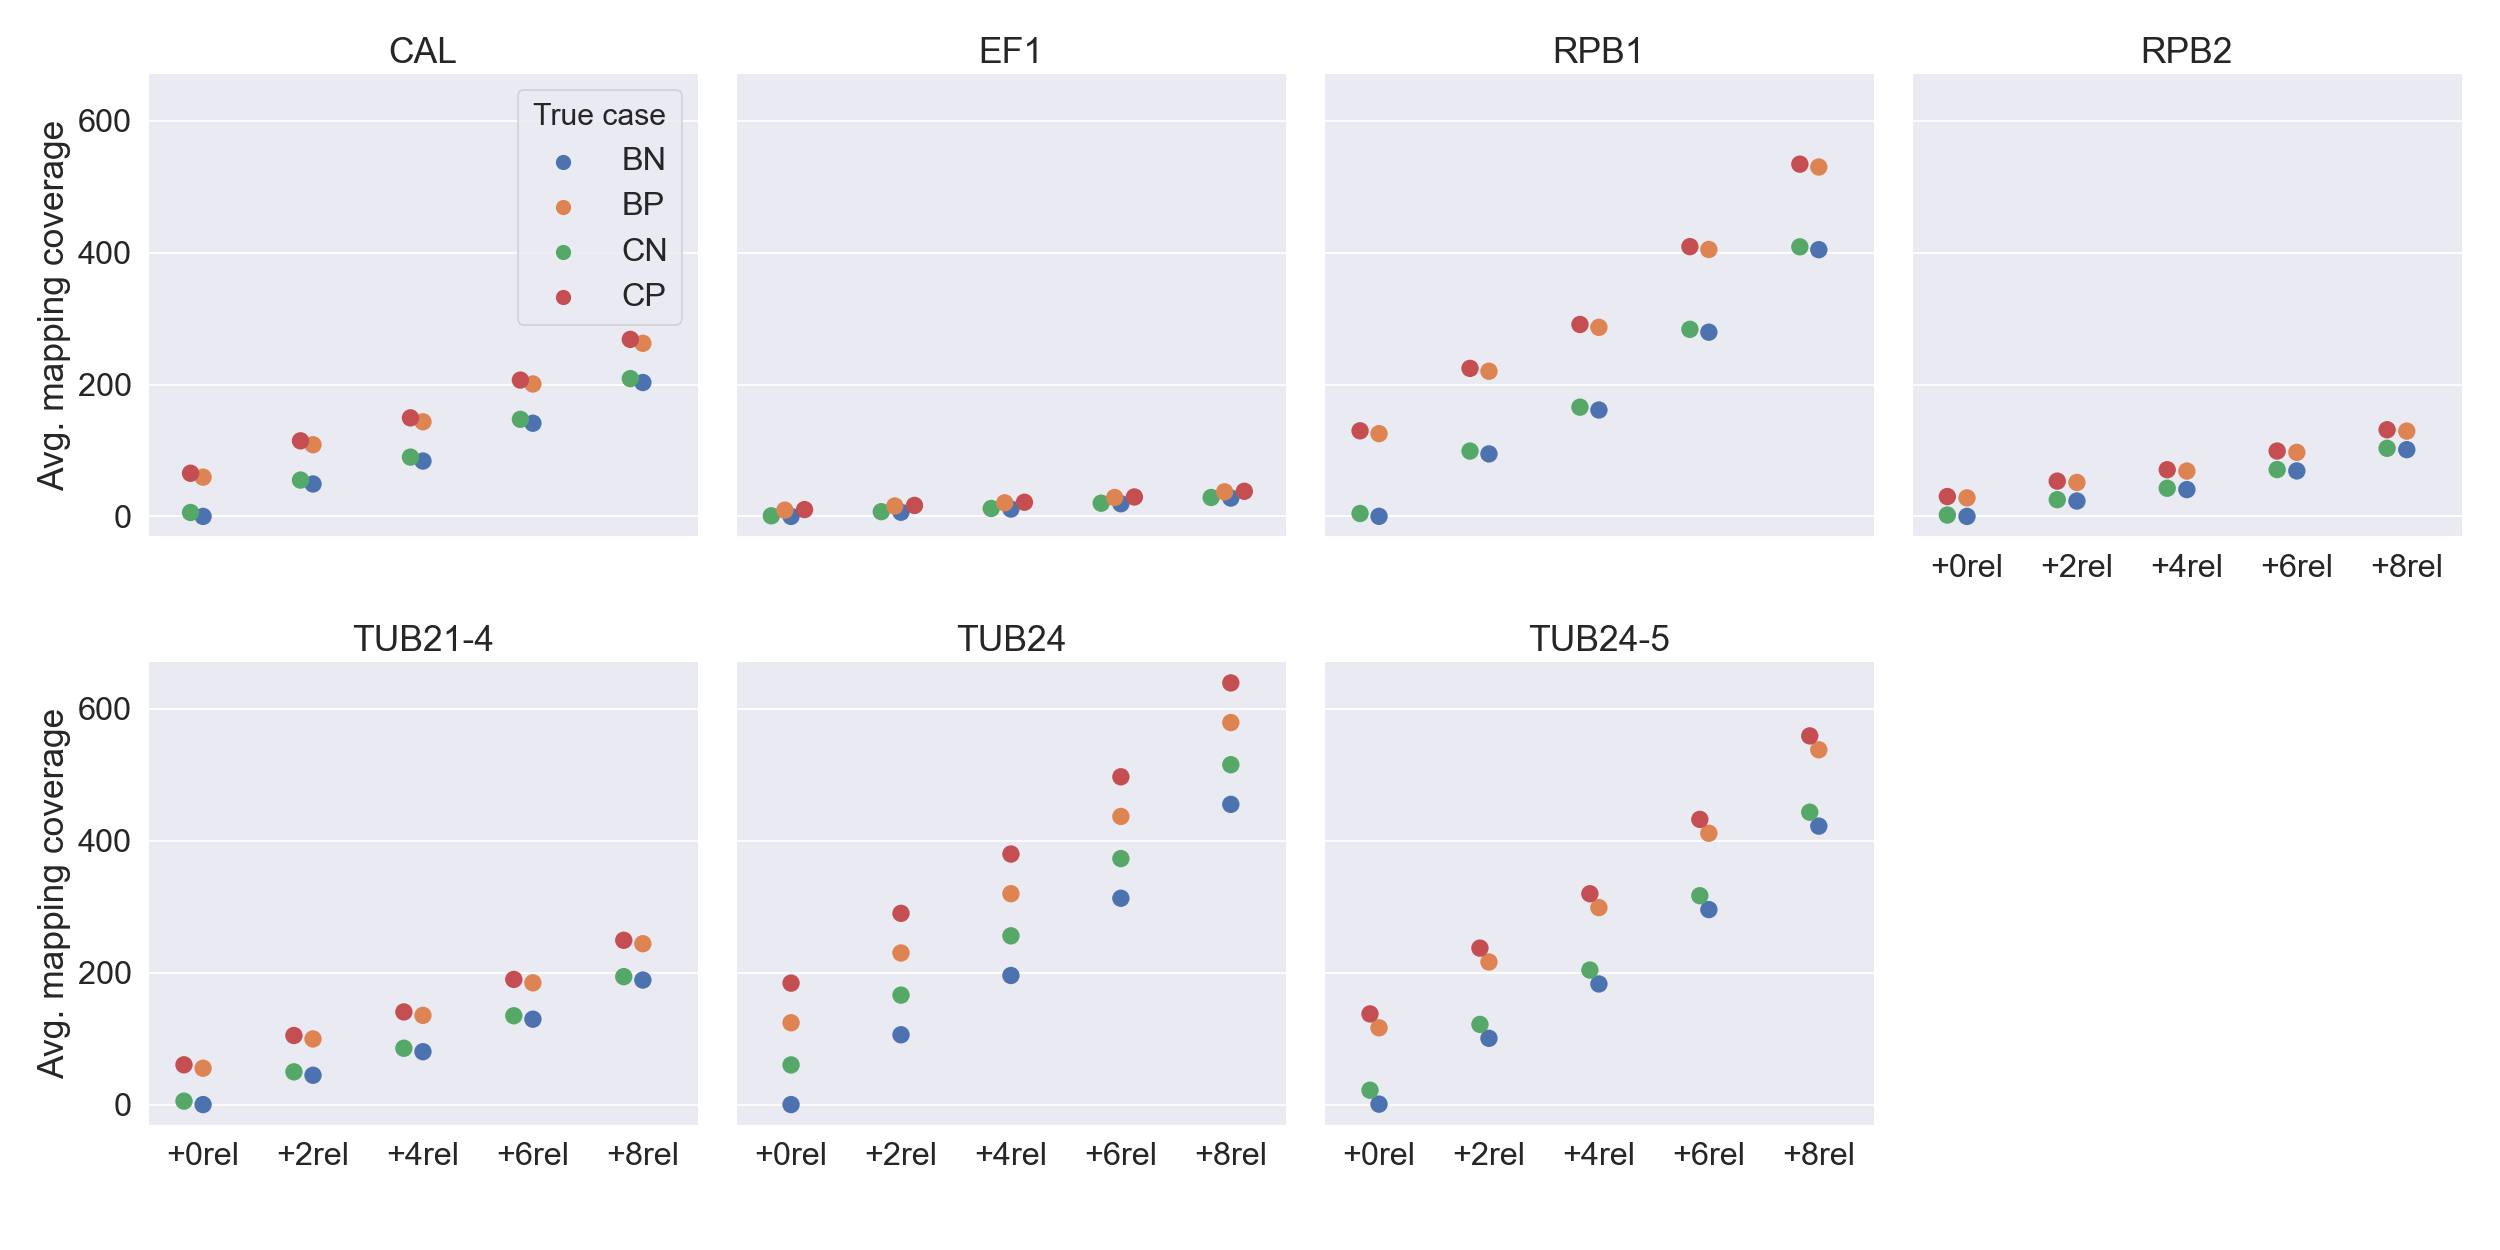 CAL
EF1
RPB1
RPB2
Avg. mapping coverage
600
400
200
0
True case
BN
BP
CN
CP
+0rel +2rel +4rel +6rel +8rel
TUB21-4
TUB24
TUB24-5
Avg. mapping coverage
600
400
200
0
+0rel +2rel +4rel +6rel +8rel
+0rel +2rel +4rel +6rel +8rel
+0rel +2rel +4rel +6rel +8rel